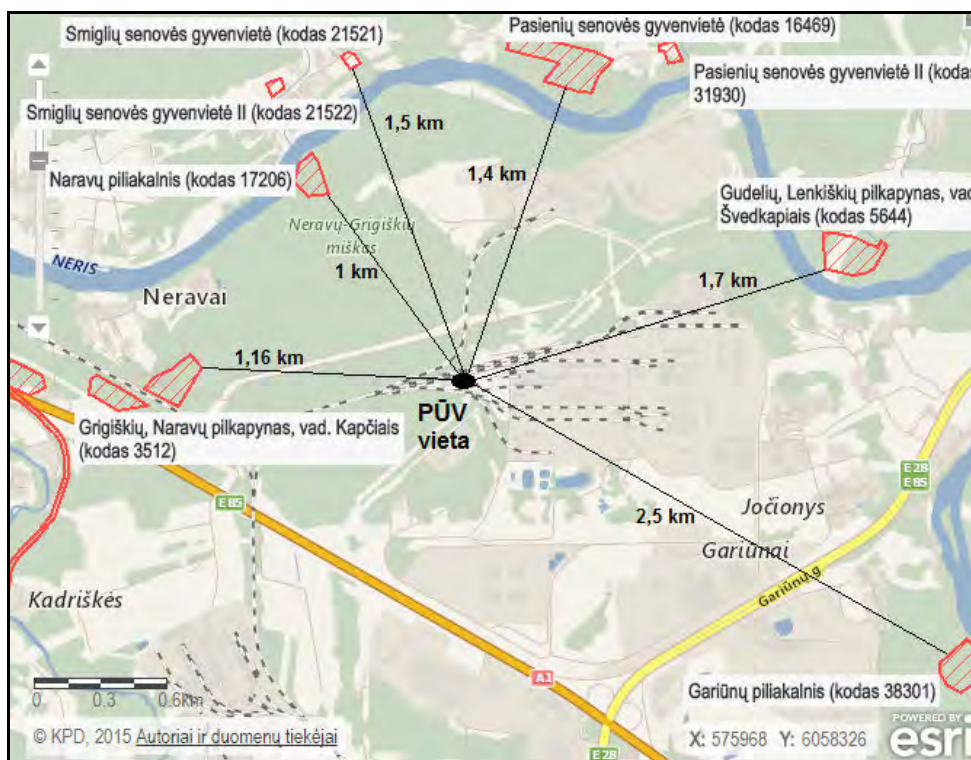 Smiglių senovės gyvenvietė (kodas 21521)
Pasienių senovės gyvenvietė (kodas 16469)
Pasienių senovės gyvenvietė II (kodas
31930)
Smiglių senovės gyvenvietė II (kodas 21522)
1,5 km
1,4 km
Naravų piliakalnis (kodas 17206)
Gudelių, Lenkiškių pilkapynas, vad.
Švedkapiais (kodas 5644)
Neravų-Grigiškių
miškas
NERIS
1 km
1,7 km
Neravai
1,16 km
PŪV
vieta
Grigiškių, Naravų pilkapynas, vad. Kapčiais
(kodas 3512)
E28
E85
E85
2,5 km
Jočionys
Gariūnai
Gariūnų g
Kadriškės
A1
0 0.3 0.6km
Gariūnų piliakalnis (kodas 38301)
© KPD, 2015 Autoriai ir duomenų tiekėjai
X: 575968 Y: 6058326
POWERED BY
esri
E28